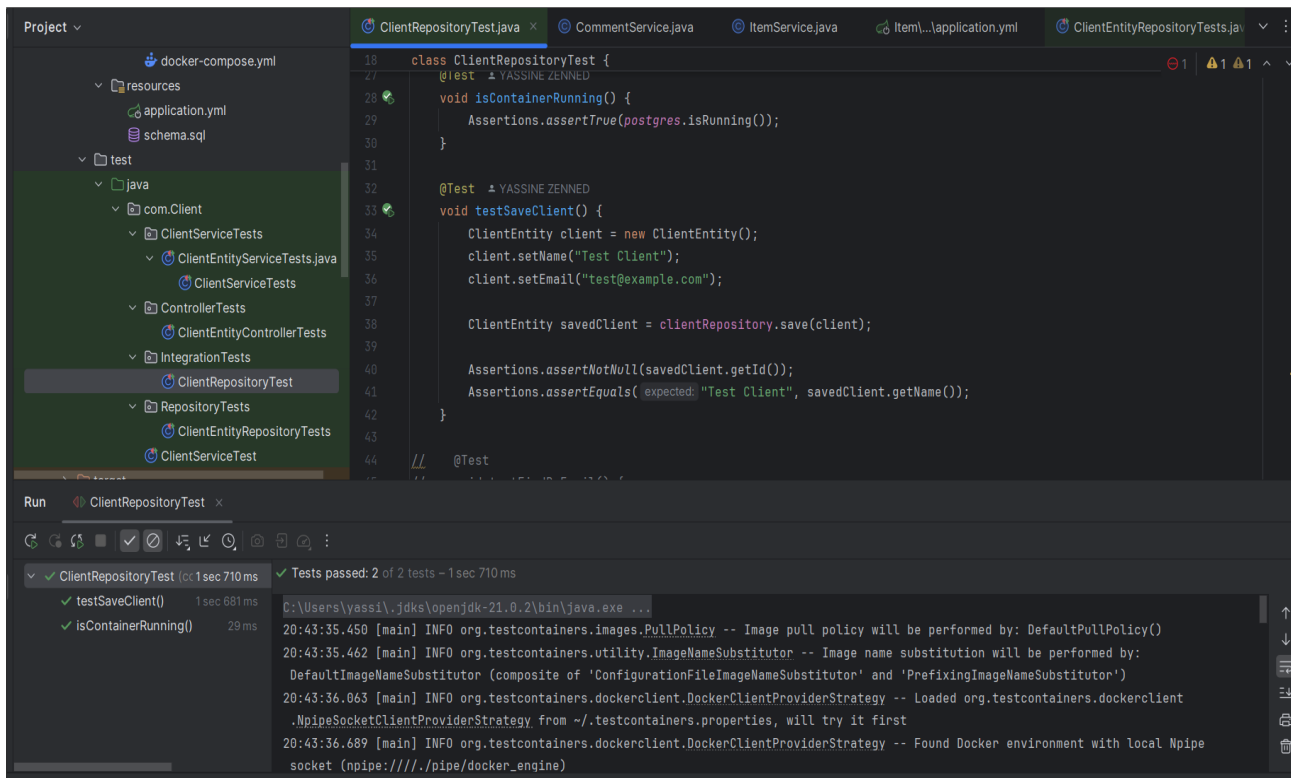 Project
ClientRepositoryTest.java
CommentService.java
ItemService.java
Item\...\application.yml
ClientEntityRepositoryTests.jav
docker-compose.yml
resources
application.yml
schema.sql
test
java
com.Client
ClientServiceTests
ClientEntityServiceTests.java
ClientServiceTests
ControllerTests
ClientEntityControllerTests
IntegrationTests
ClientRepositoryTest
RepositoryTests
ClientEntityRepositoryTests
ClientServiceTest
18 class ClientRepositoryTest {
1 1 1
27 @Test YASSINE ZENNED
28 void isContainerRunning() {
29 Assertions.assertTrue(postgres.isRunning());
30 }
31
32 @Test YASSINE ZENNED
33 void testSaveClient() {
34 ClientEntity client = new ClientEntity();
35 client.setName("Test Client");
36 client.setEmail("test@example.com");
37
38 ClientEntity savedClient = clientRepository.save(client);
39
40 Assertions.assertNotNull(savedClient.getId());
41 Assertions.assertEquals( expected: "Test Client", savedClient.getName());
42 }
43
44 // @Test
Run ClientRepositoryTest
ClientRepositoryTest (cc 1 sec 710 ms
testSaveClient() 1 sec 681 ms
isContainerRunning() 29 ms
Tests passed: 2 of 2 tests – 1 sec 710 ms
C:\Users\yassi\.jdks\openjdk-21.0.2\bin\java.exe ...
20:43:35.450 [main] INFO org.testcontainers.images.PullPolicy -- Image pull policy will be performed by: DefaultPullPolicy()
20:43:35.462 [main] INFO org.testcontainers.utility.ImageNameSubstitutor -- Image name substitution will be performed by:
DefaultImageNameSubstitutor (composite of 'ConfigurationFileImageNameSubstitutor' and 'PrefixingImageNameSubstitutor')
20:43:36.063 [main] INFO org.testcontainers.dockerclient.DockerClientProviderStrategy -- Loaded org.testcontainers.dockerclient
.NpipeSocketClientProviderStrategy from ~/.testcontainers.properties, will try it first
20:43:36.689 [main] INFO org.testcontainers.dockerclient.DockerClientProviderStrategy -- Found Docker environment with local Npipe
socket (npipe:////./pipe/docker_engine)